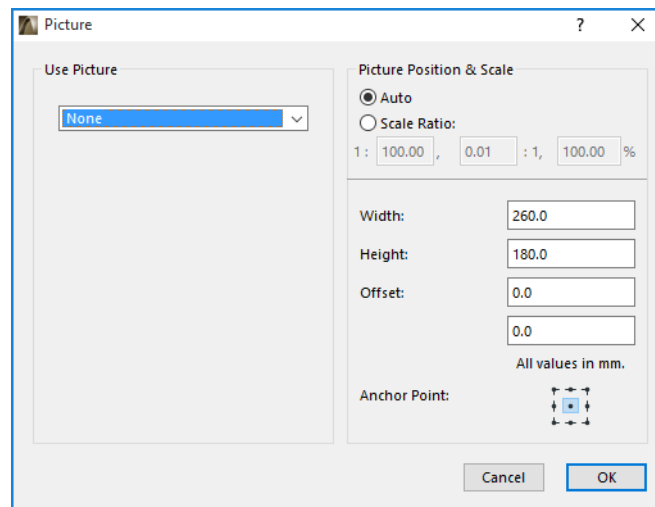 Picture
?
Use Picture
None
Picture Position & Scale
Auto
Scale Ratio:
1 : 100.00 , 0.01 : 1, 100.00 %
Width: 260.0
Height: 180.0
Offset: 0.0
0.0
All values in mm.
Anchor Point:
Cancel OK